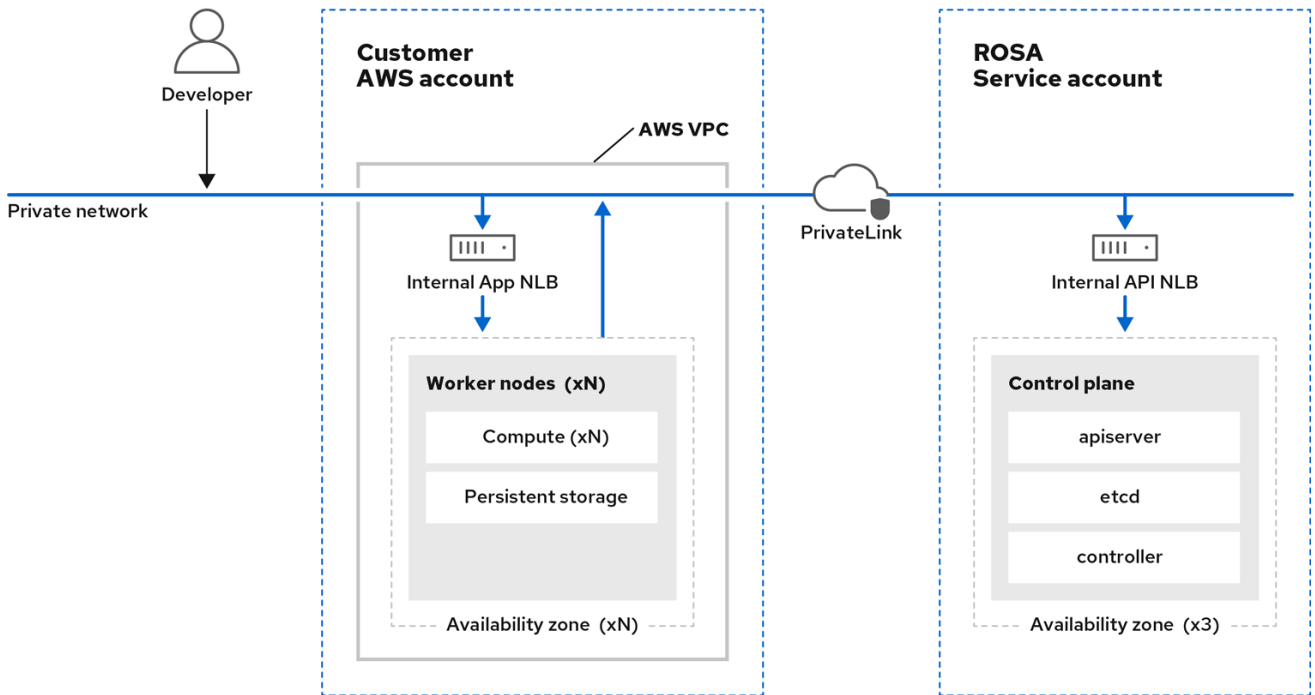 Developer
Private network
Customer
AWS account
AWS VPC
Internal App NLB
Worker nodes (xN)
Compute (xN)
Persistent storage
Availability zone (xN)
PrivateLink
ROSA
Service account
Internal API NLB
Control plane
apiserver
etcd
controller
Availability zone (x3)